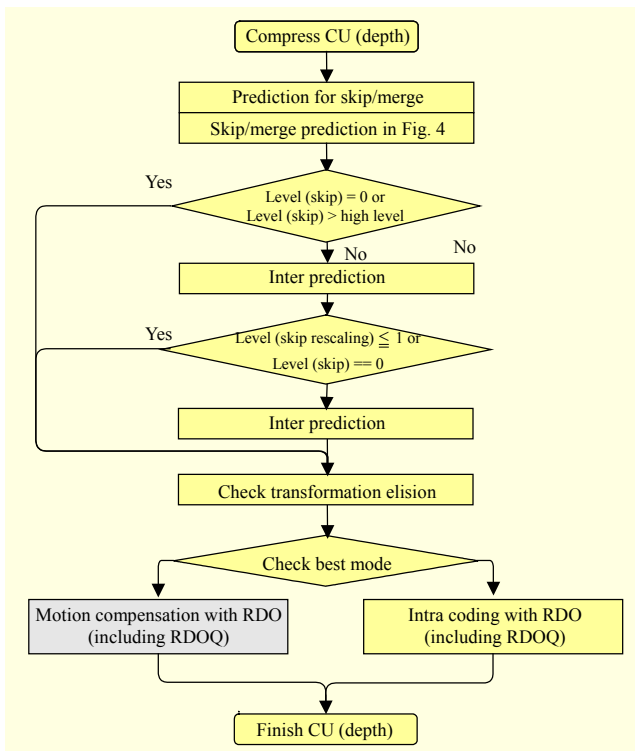 Compress CU (depth)
Prediction for skip/merge
Skip/merge prediction in Fig. 4
Yes
Level (skip) = 0 or
Level (skip) > high level
No
No
Inter prediction
Yes
Level (skip rescaling) ≦ 1 or
Level (skip) == 0
Inter prediction
Check transformation elision
Check best mode
Motion compensation with RDO
(including RDOQ)
Intra coding with RDO
(including RDOQ)
Finish CU (depth)